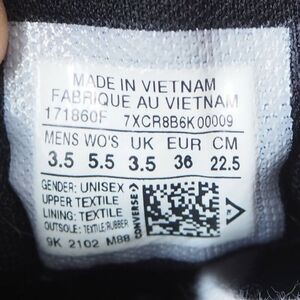 MADE IN VIETNAM
FABRIQUE AU VIETNAM
171860F 7XCR8B6K00009
MENS WO'S UK EUR CM
3.5 5.5 3.5 36 22.5
GENDER: UNISEX
UPPER TEXTILE
LINING: TEXTILE
OUTSOLE: TEXTILE/RUBBER
9K 2102 M88
CONVERSE